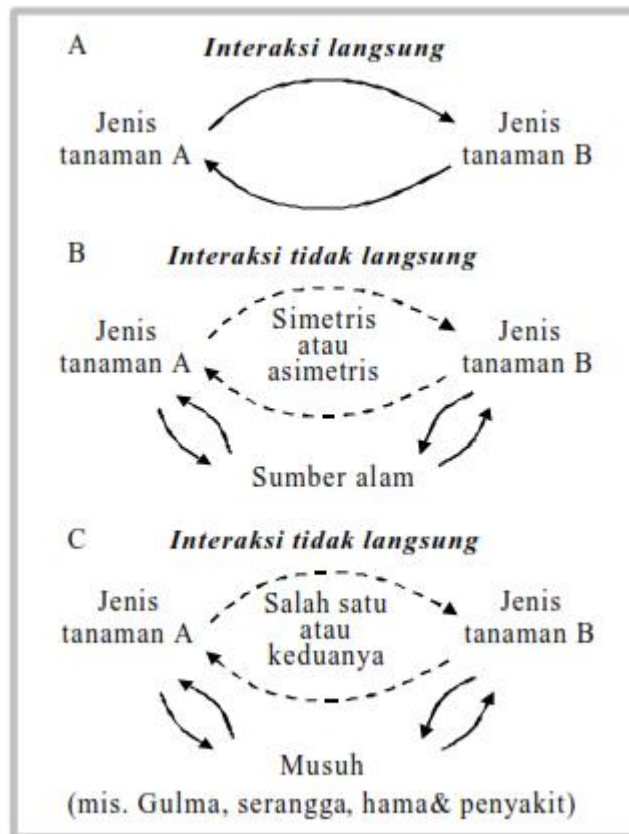 A Interaksi langsung
Jenis tanaman A
Jenis tanaman B
B Interaksi tidak langsung
Jenis tanaman A
Simetris atau asimetris
Jenis tanaman B
Sumber alam
C Interaksi tidak langsung
Jenis tanaman A
Salah satu atau keduanya
Jenis tanaman B
Musuh
(mis. Gulma, serangga, hama& penyakit)